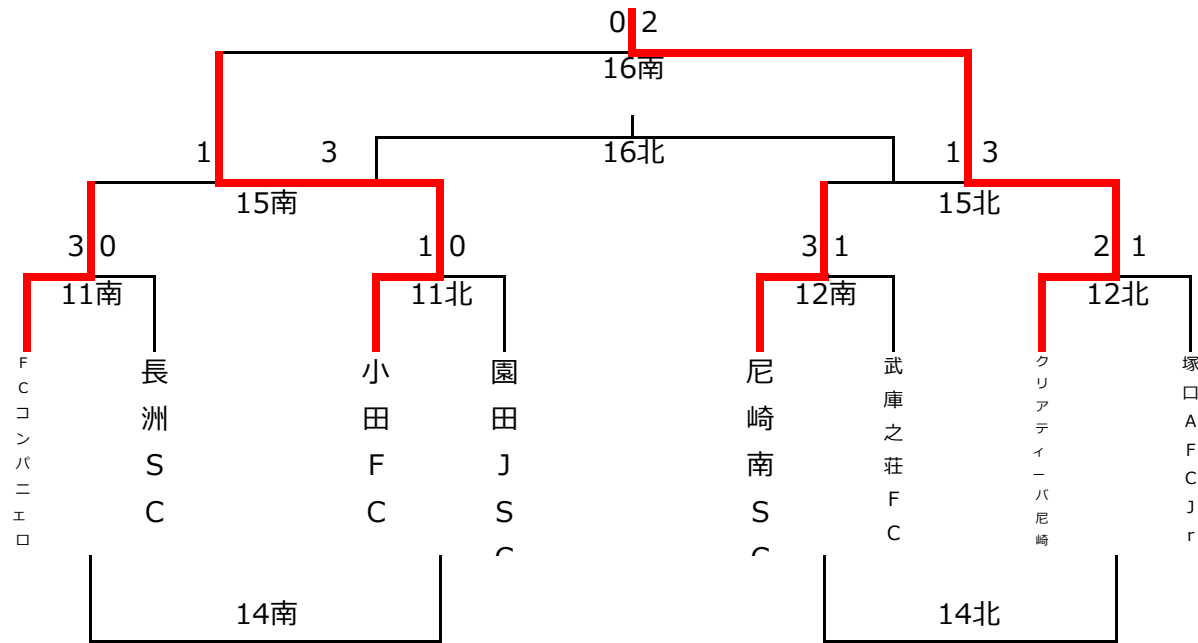 0 2
16南
16北
1 3
1 3
15南
15北
3 0
1 0
3 1
2 1
11南
11北
12南
12北
FCコンパニエロ
長洲SC
小田FC
園田JS
尼崎南S
武庫之荘FC
クリアティーバ尼崎
塚口AFCJr
14南
14北